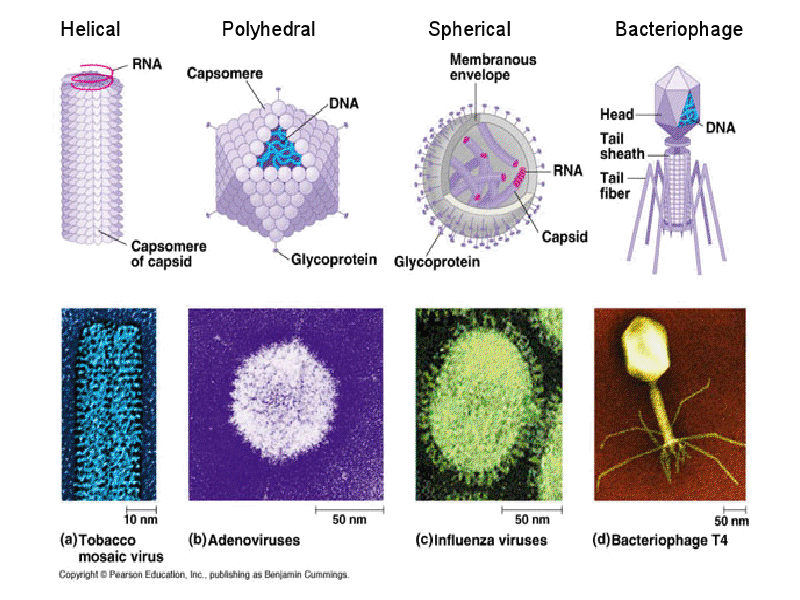 Helical
Polyhedral
Spherical
Bacteriophage
RNA
Capsomere
of capsid
Capsomere
DNA
Glycoprotein
Membranous
envelope
RNA
Capsid
Glycoprotein
Head
DNA
Tail
sheath
Tail
fiber
10 nm
50 nm
50 nm
50 nm
(a) Tobacco
mosaic virus
(b) Adenoviruses
(c) Influenza viruses
(d) Bacteriophage T4
Copyright © Pearson Education, Inc., publishing as Benjamin Cummings.